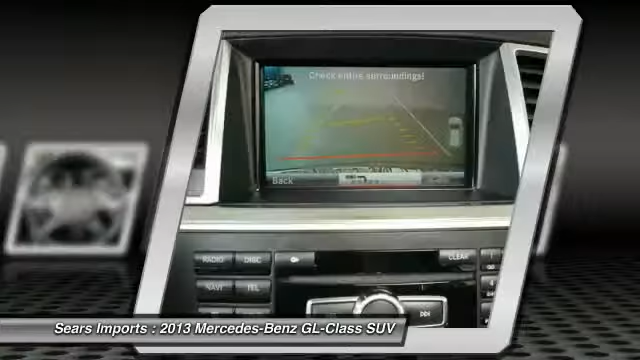 Check entire surroundings!
Back
RADIO DISC CLEAR
NAVI TEL
Sears Imports : 2013 Mercedes-Benz GL-Class SUV